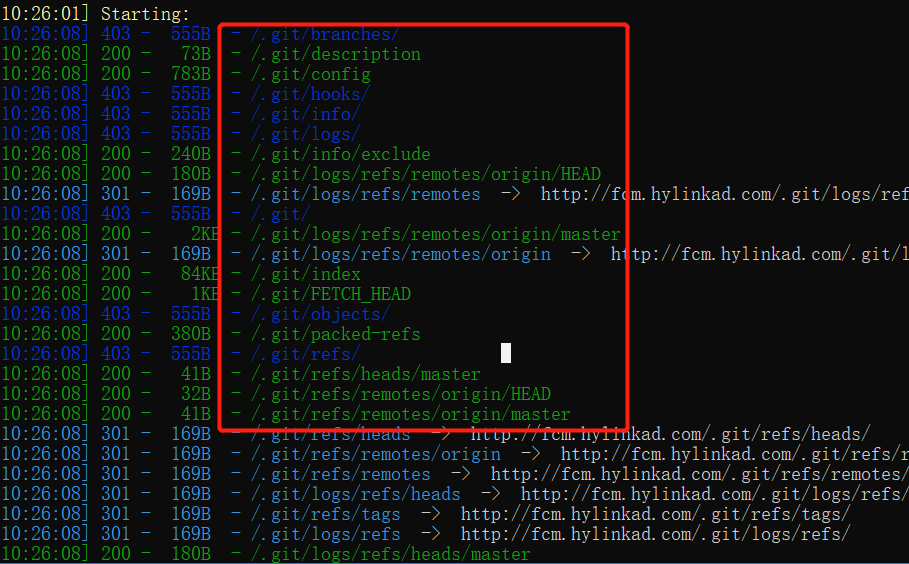 10:26:01] Starting:
10:26:08] 403 -  555B  - /.git/branches/
10:26:08] 200 -   73B  - /.git/description
10:26:08] 200 -  783B  - /.git/config
10:26:08] 403 -  555B  - /.git/hooks/
10:26:08] 403 -  555B  - /.git/info/
10:26:08] 403 -  555B  - /.git/logs/
10:26:08] 200 -  240B  - /.git/info/exclude
10:26:08] 200 -  180B  - /.git/logs/refs/remotes/origin/HEAD
10:26:08] 301 -  169B  - /.git/logs/refs/remotes  ->  http://fcm.hylinkad.com/.git/logs/ref
10:26:08] 403 -  555B  - /.git/
10:26:08] 200 -    2KB - /.git/logs/refs/remotes/origin/master
10:26:08] 301 -  169B  - /.git/logs/refs/remotes/origin  ->  http://fcm.hylinkad.com/.git/l
10:26:08] 200 -   84KB - /.git/index
10:26:08] 200 -    1KB - /.git/FETCH_HEAD
10:26:08] 403 -  555B  - /.git/objects/
10:26:08] 200 -  380B  - /.git/packed-refs
10:26:08] 403 -  555B  - /.git/refs/
10:26:08] 200 -   41B  - /.git/refs/heads/master
10:26:08] 200 -   32B  - /.git/refs/remotes/origin/HEAD
10:26:08] 200 -   41B  - /.git/refs/remotes/origin/master
10:26:08] 301 -  169B  - /.git/refs/heads  ->  http://fcm.hylinkad.com/.git/refs/heads/
10:26:08] 301 -  169B  - /.git/refs/remotes/origin  ->  http://fcm.hylinkad.com/.git/refs/r
10:26:08] 301 -  169B  - /.git/refs/remotes  ->  http://fcm.hylinkad.com/.git/refs/remotes/
10:26:08] 301 -  169B  - /.git/logs/refs/heads  ->  http://fcm.hylinkad.com/.git/logs/refs/
10:26:08] 301 -  169B  - /.git/refs/tags  ->  http://fcm.hylinkad.com/.git/refs/tags/
10:26:08] 301 -  169B  - /.git/logs/refs  ->  http://fcm.hylinkad.com/.git/logs/refs/
10:26:08] 200 -  180B  - /.git/logs/refs/heads/master